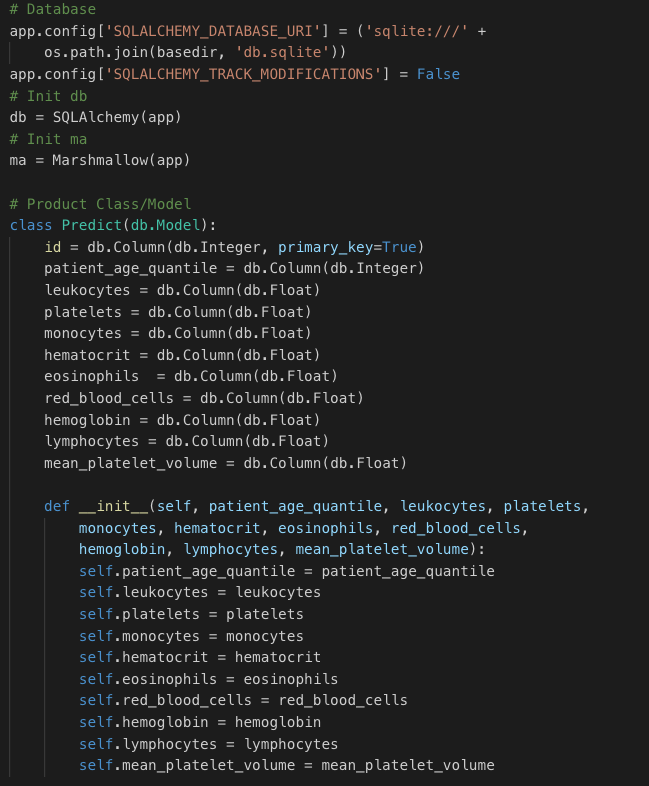 # Database
app.config['SQLALCHEMY_DATABASE_URI'] = ('sqlite:///' +
    os.path.join(basedir, 'db.sqlite'))
app.config['SQLALCHEMY_TRACK_MODIFICATIONS'] = False
# Init db
db = SQLAlchemy(app)
# Init ma
ma = Marshmallow(app)

# Product Class/Model
class Predict(db.Model):
    id = db.Column(db.Integer, primary_key=True)
    patient_age_quantile = db.Column(db.Integer)
    leukocytes = db.Column(db.Float)
    platelets = db.Column(db.Float)
    monocytes = db.Column(db.Float)
    hematocrit = db.Column(db.Float)
    eosinophils  = db.Column(db.Float)
    red_blood_cells = db.Column(db.Float)
    hemoglobin = db.Column(db.Float)
    lymphocytes = db.Column(db.Float)
    mean_platelet_volume = db.Column(db.Float)

    def __init__(self, patient_age_quantile, leukocytes, platelets,
        monocytes, hematocrit, eosinophils, red_blood_cells,
        hemoglobin, lymphocytes, mean_platelet_volume):
        self.patient_age_quantile = patient_age_quantile
        self.leukocytes = leukocytes
        self.platelets = platelets
        self.monocytes = monocytes
        self.hematocrit = hematocrit
        self.eosinophils = eosinophils
        self.red_blood_cells = red_blood_cells
        self.hemoglobin = hemoglobin
        self.lymphocytes = lymphocytes
        self.mean_platelet_volume = mean_platelet_volume